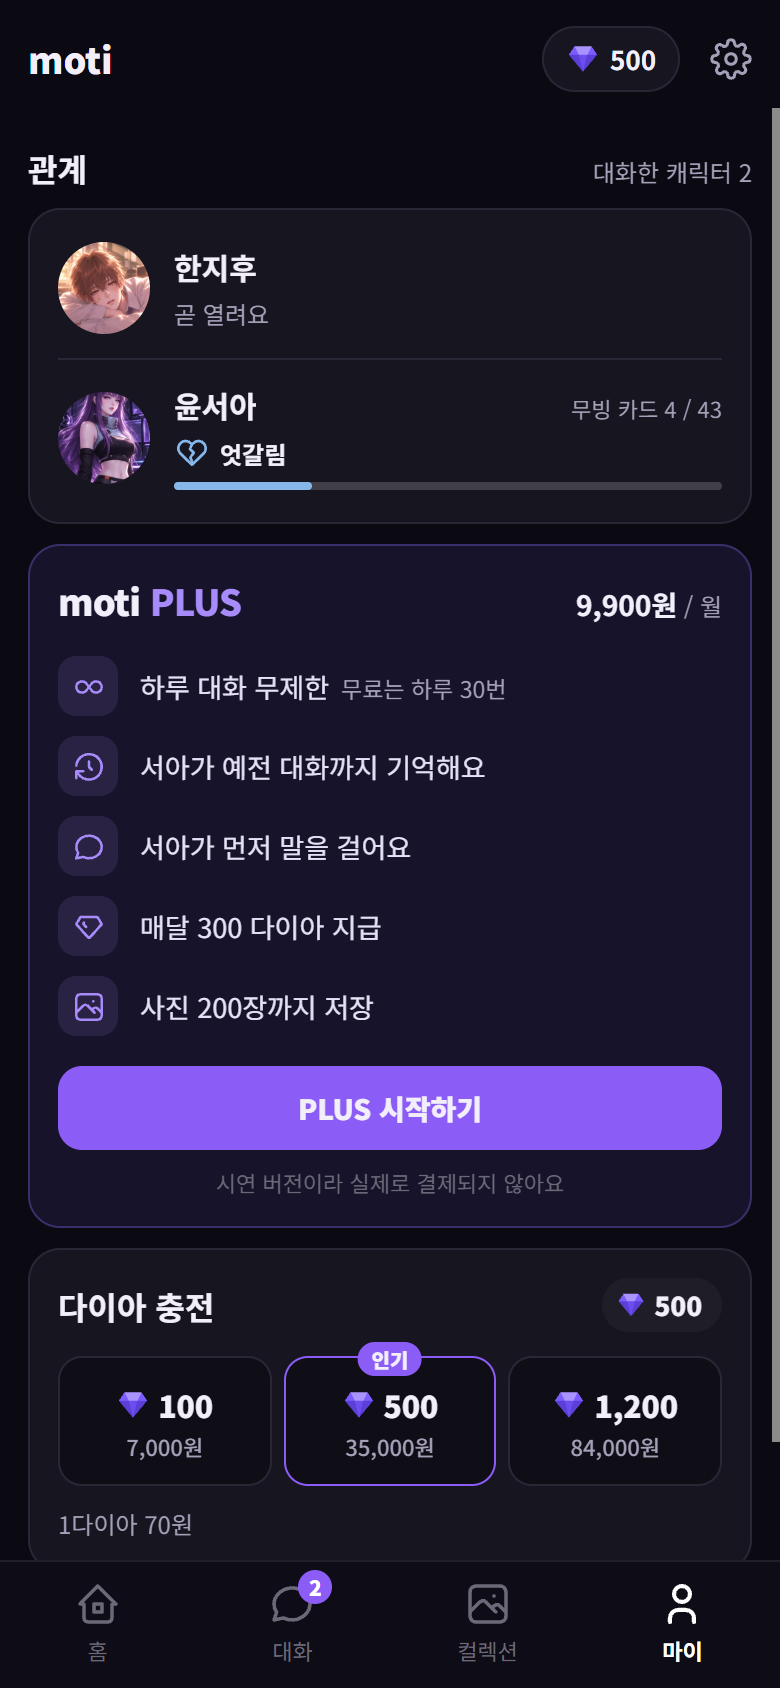 moti
500
관계
대화한 캐릭터 2
한지후
곧 열려요
윤서아
무빙 카드 4 / 43
엇갈림
moti PLUS
9,900원 / 월
하루 대화 무제한 무료는 하루 30번
서아가 예전 대화까지 기억해요
서아가 먼저 말을 걸어요
매달 300 다이아 지급
사진 200장까지 저장
PLUS 시작하기
시연 버전이라 실제로 결제되지 않아요
다이아 충전
500
인기
100
7,000원
500
35,000원
1,200
84,000원
1다이아 70원
홈
2
대화
컬렉션
마이